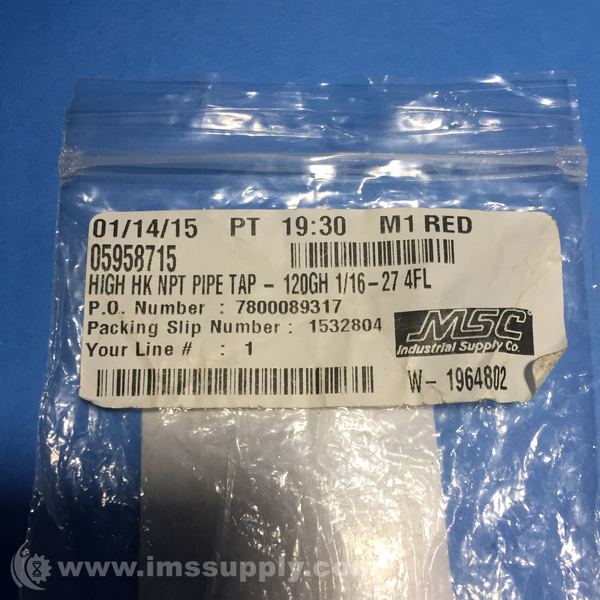 01/14/15 PT 19:30 M1 RED
05958715
HIGH HK NPT PIPE TAP - 120GH 1/16-27 4FL
P.O. Number : 7800089317
Packing Slip Number : 1532804
Your Line # : 1
MSC
Industrial Supply Co.
W- 1964802
www.imssupply.com